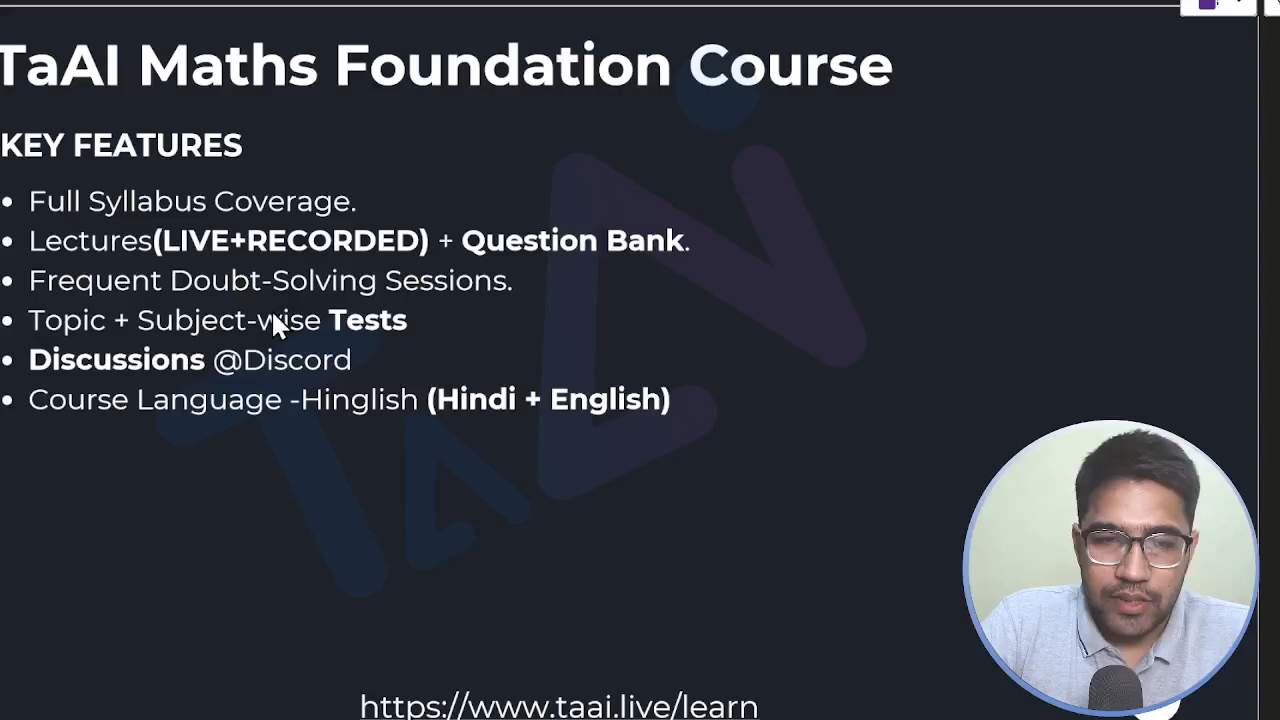 TaAI Maths Foundation Course
KEY FEATURES
• Full Syllabus Coverage.
• Lectures(LIVE+RECORDED) + Question Bank.
• Frequent Doubt-Solving Sessions.
• Topic + Subject-wise Tests
• Discussions @Discord
• Course Language -Hinglish (Hindi + English)
https://www.taai.live/learn